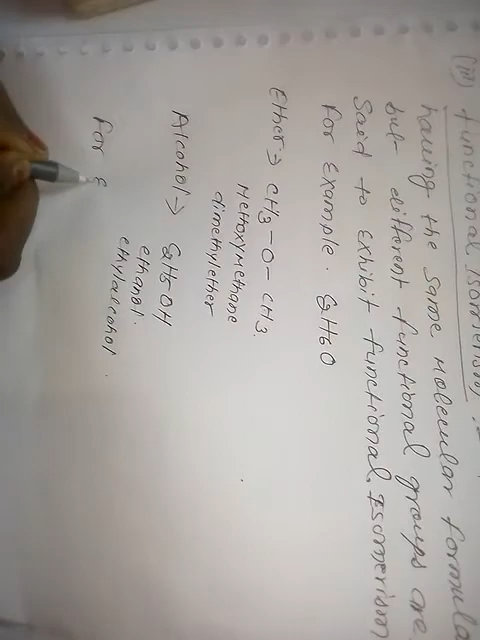 (iii) Functional Isomerism :-
having the same molecular formula
but different functional groups are
said to exhibit functional Isomerism
For Example . C2H6O
Ether → CH3 – O – CH3.
Methoxymethane
dimethylether
Alcohol → C2H5OH
ethanol.
ethylalcohol.
For E